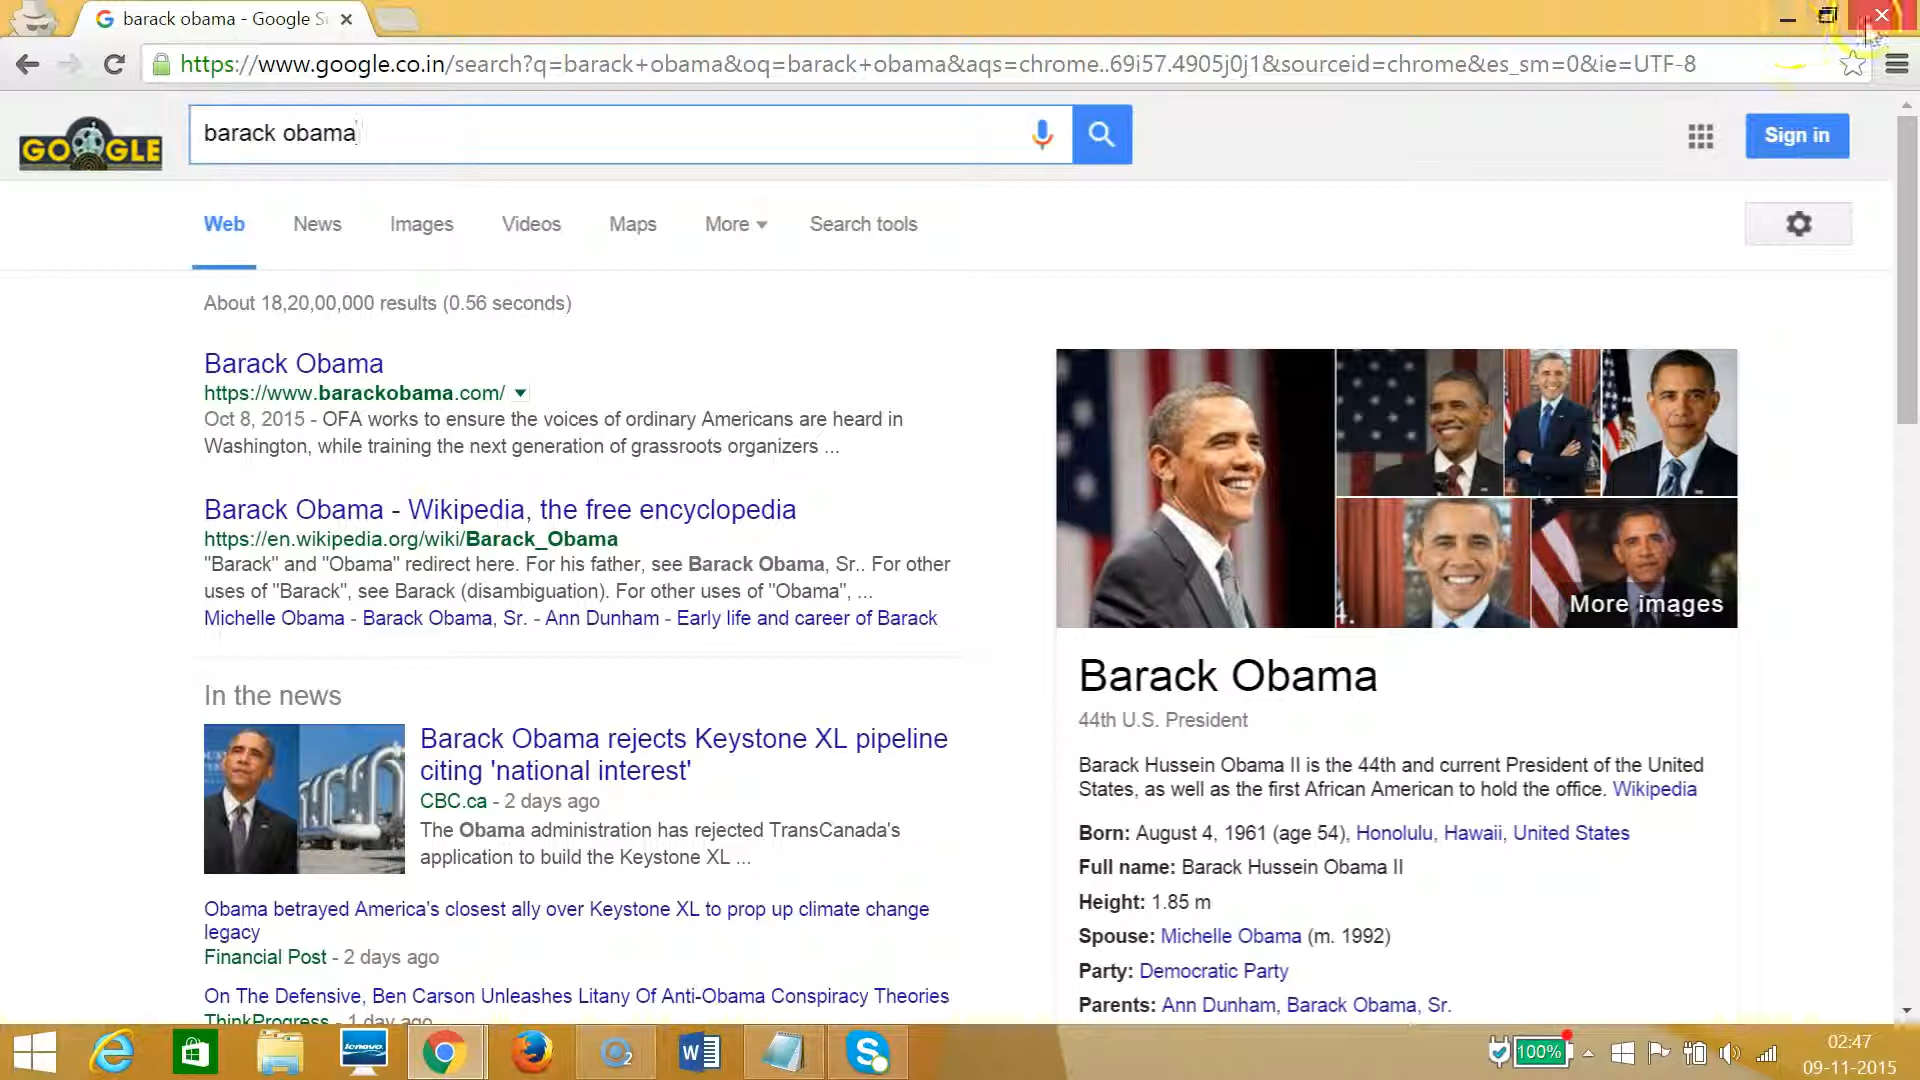 barack obama - Google S
https://www.google.co.in/search?q=barack+obama&oq=barack+obama&aqs=chrome..69i57.4905j0j1&sourceid=chrome&es_sm=0&ie=UTF-8
GOOGLE
barack obama
Sign in
Web News Images Videos Maps More Search tools
About 18,20,00,000 results (0.56 seconds)
Barack Obama
https://www.barackobama.com/
Oct 8, 2015 - OFA works to ensure the voices of ordinary Americans are heard in
Washington, while training the next generation of grassroots organizers ...
Barack Obama - Wikipedia, the free encyclopedia
https://en.wikipedia.org/wiki/Barack_Obama
"Barack" and "Obama" redirect here. For his father, see Barack Obama, Sr.. For other
uses of "Barack", see Barack (disambiguation). For other uses of "Obama", ...
Michelle Obama - Barack Obama, Sr. - Ann Dunham - Early life and career of Barack
In the news
Barack Obama rejects Keystone XL pipeline
citing 'national interest'
CBC.ca - 2 days ago
The Obama administration has rejected TransCanada's
application to build the Keystone XL ...
Obama betrayed America's closest ally over Keystone XL to prop up climate change
legacy
Financial Post - 2 days ago
On The Defensive, Ben Carson Unleashes Litany Of Anti-Obama Conspiracy Theories
ThinkProgress - 1 day ago
More images
Barack Obama
44th U.S. President
Barack Hussein Obama II is the 44th and current President of the United
States, as well as the first African American to hold the office. Wikipedia
Born: August 4, 1961 (age 54), Honolulu, Hawaii, United States
Full name: Barack Hussein Obama II
Height: 1.85 m
Spouse: Michelle Obama (m. 1992)
Party: Democratic Party
Parents: Ann Dunham, Barack Obama, Sr.
lenovo
2
W
S
100%
02:47
09-11-2015